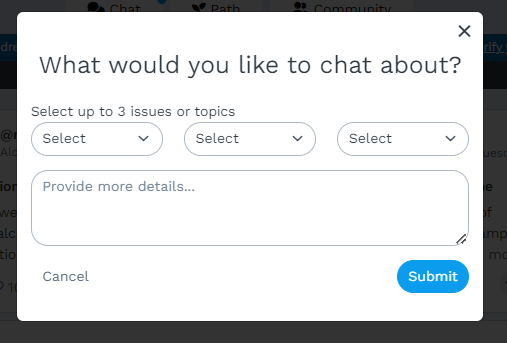 Chat Path Community
What would you like to chat about?
Select up to 3 issues or topics
Select Select Select
Provide more details...
Cancel Submit